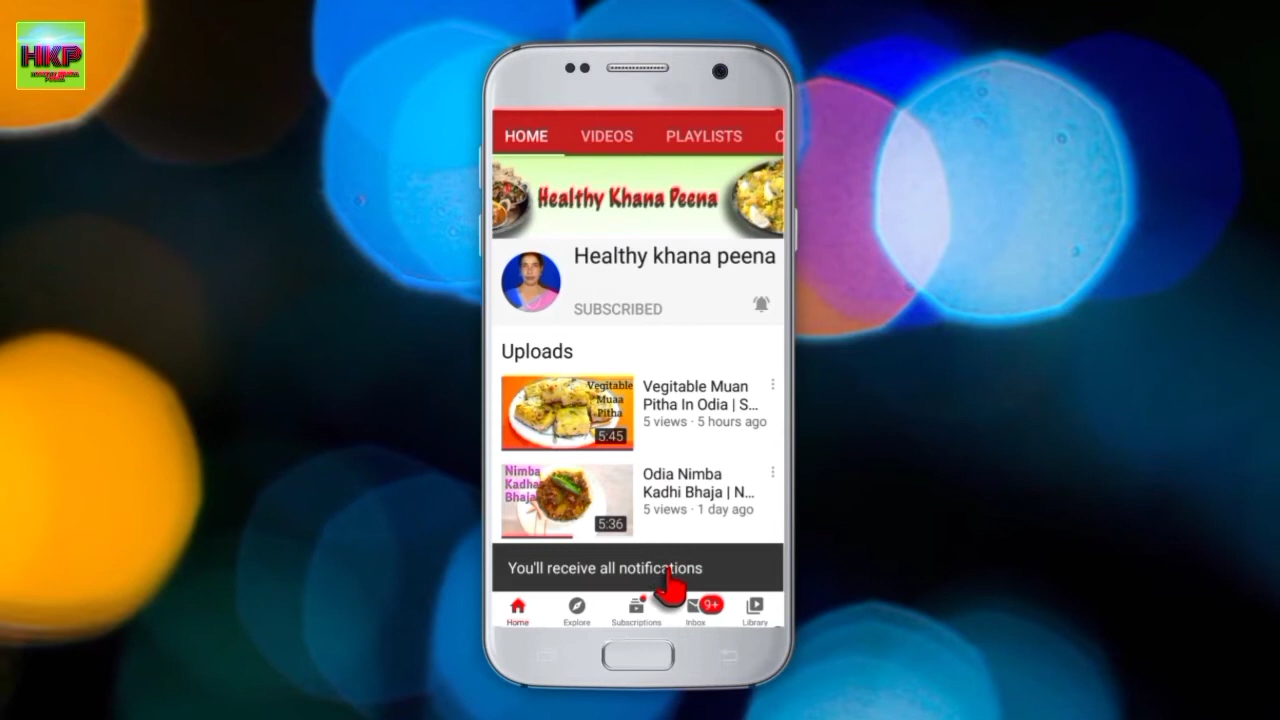 HKP
HOME VIDEOS PLAYLISTS
Healthy Khana Peena
Healthy khana peena
SUBSCRIBED
Uploads
Vegitable
Muaa
Pitha
5:45
Vegitable Muan
Pitha In Odia | S...
5 views · 5 hours ago
Nimba
Kadha
Bhaja
5:36
Odia Nimba
Kadhi Bhaja | N...
5 views · 1 day ago
You'll receive all notifications
9+
Home Explore Subscriptions Inbox Library